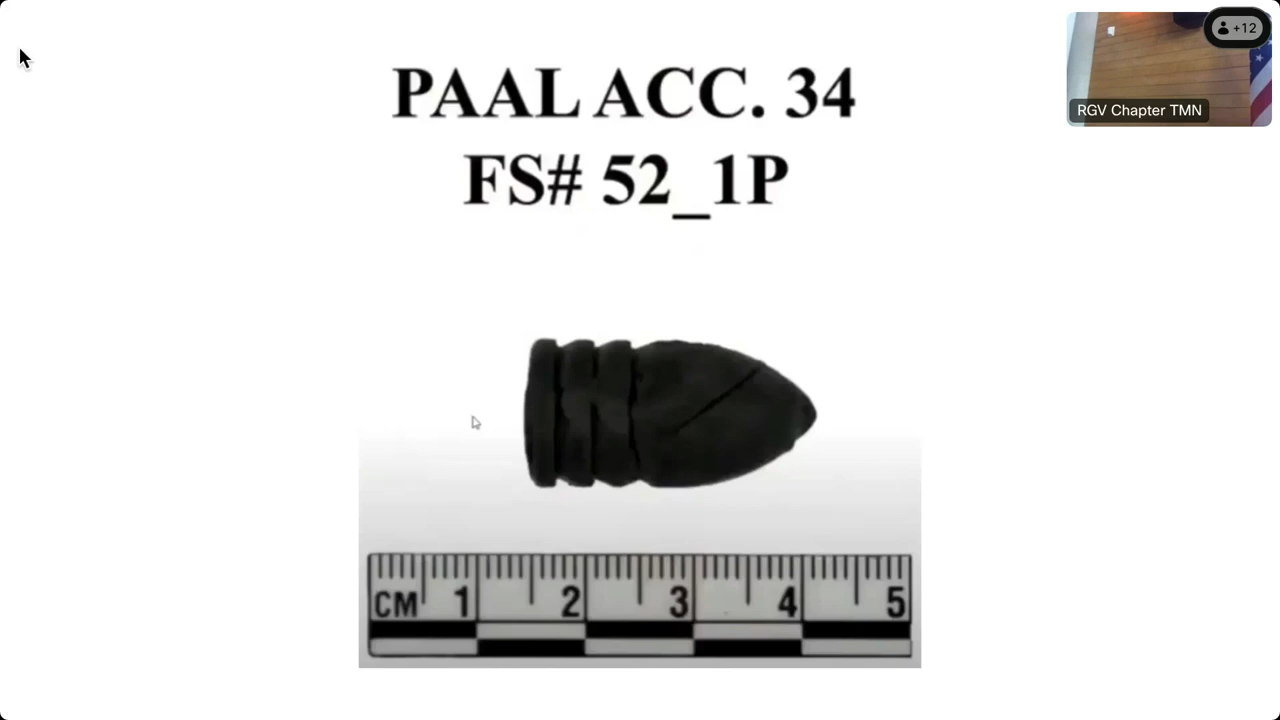 PAAL ACC. 34
FS# 52_1P
+12
RGV Chapter TMN
CM 1 2 3 4 5